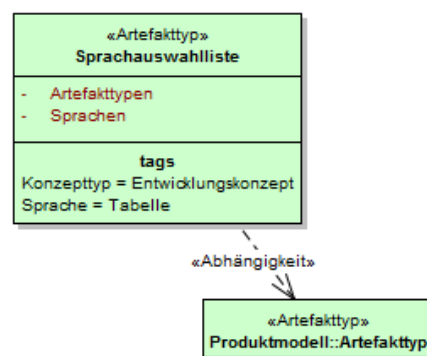 «Artefakttyp»
Sprachauswahlliste
- Artefakttypen
- Sprachen
tags
Konzepttyp = Entwicklungskonzept
Sprache = Tabelle
«Abhängigkeit»
«Artefakttyp»
Produktmodell::Artefakttyp